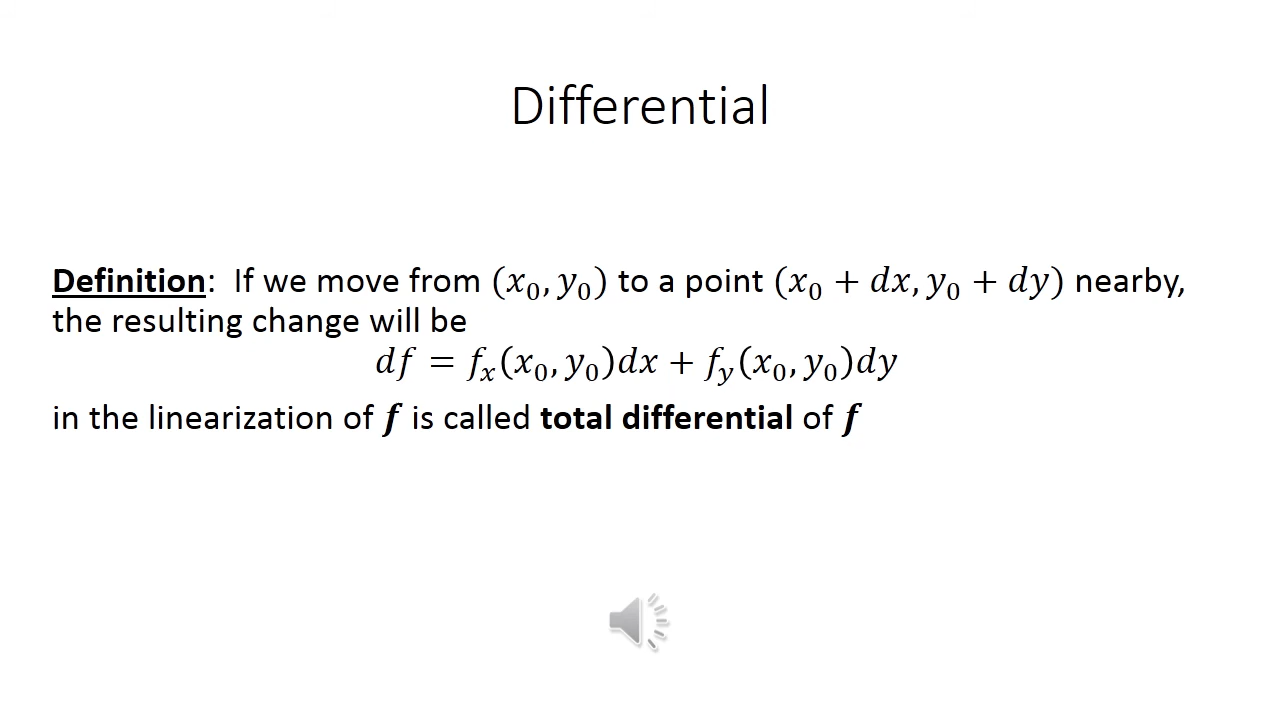 Differential
Definition: If we move from (x₀, y₀) to a point (x₀ + dx, y₀ + dy) nearby,
the resulting change will be
df = fₓ(x₀, y₀)dx + f_y(x₀, y₀)dy
in the linearization of f is called total differential of f